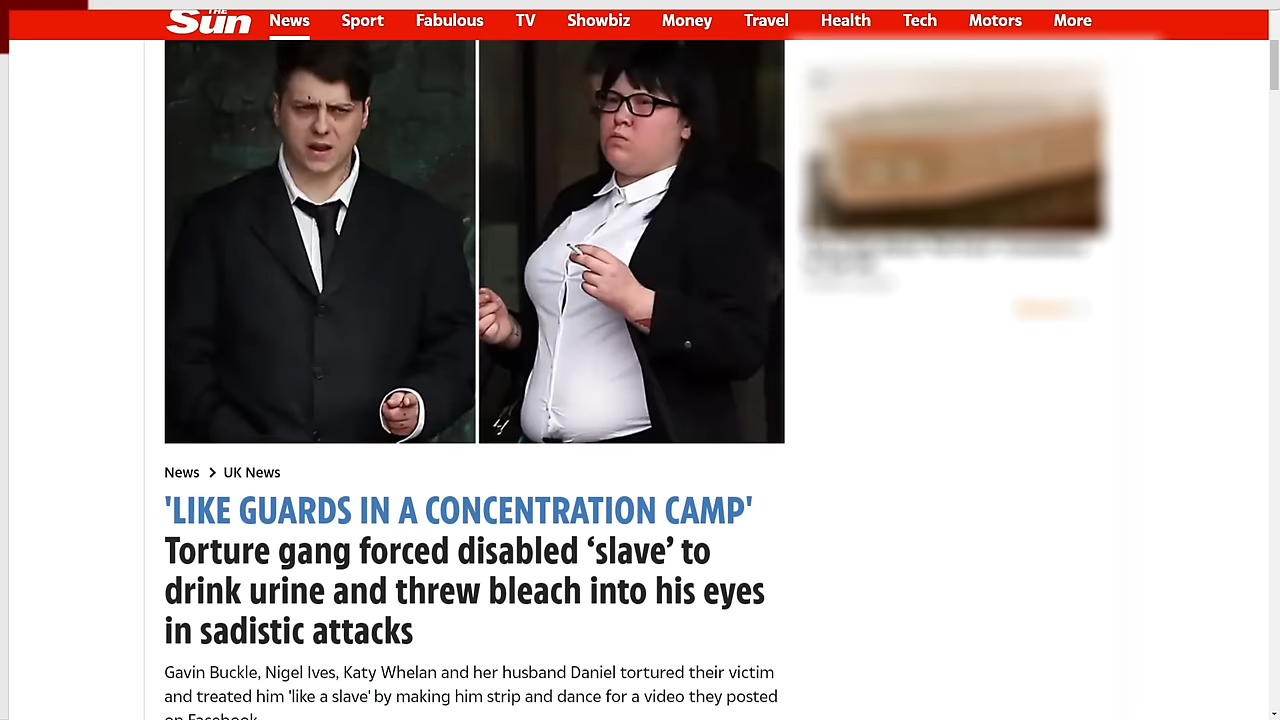 THE
Sun
News Sport Fabulous TV Showbiz Money Travel Health Tech Motors More
News > UK News
'LIKE GUARDS IN A CONCENTRATION CAMP'
Torture gang forced disabled ‘slave’ to
drink urine and threw bleach into his eyes
in sadistic attacks
Gavin Buckle, Nigel Ives, Katy Whelan and her husband Daniel tortured their victim
and treated him 'like a slave' by making him strip and dance for a video they posted
on Facebook